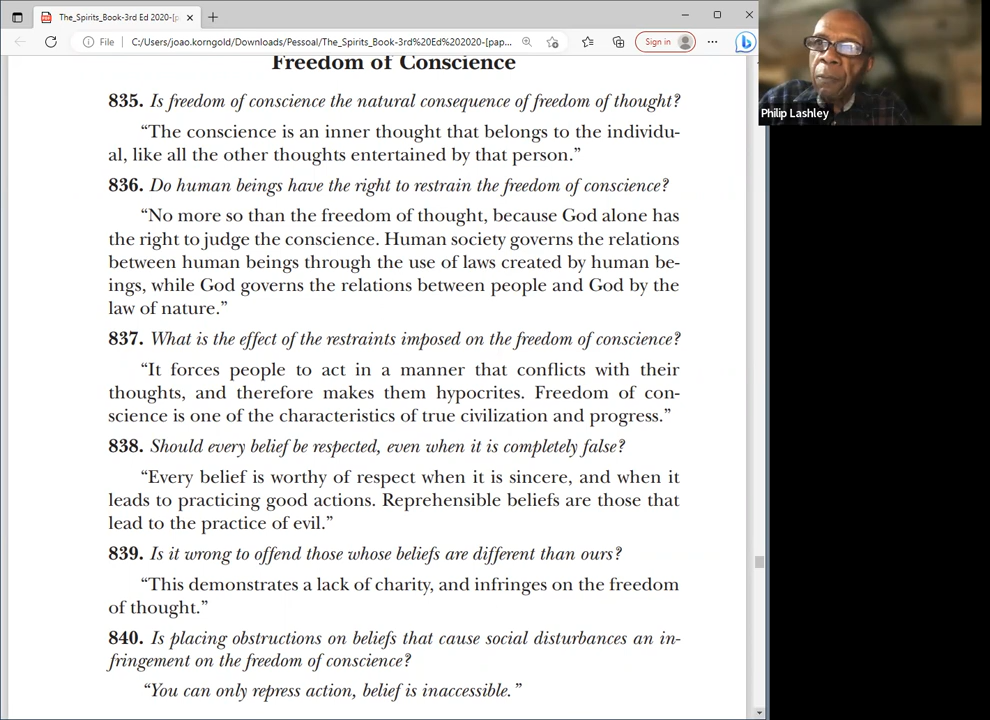 The_Spirits_Book-3rd Ed 2020-[p
File
C:/Users/joao.korngold/Downloads/Pessoal/The_Spirits_Book-3rd%20Ed%202020-[pap...
Sign in
Philip Lashley
Freedom of Conscience
835. Is freedom of conscience the natural consequence of freedom of thought?
“The conscience is an inner thought that belongs to the individu-
al, like all the other thoughts entertained by that person.”
836. Do human beings have the right to restrain the freedom of conscience?
“No more so than the freedom of thought, because God alone has
the right to judge the conscience. Human society governs the relations
between human beings through the use of laws created by human be-
ings, while God governs the relations between people and God by the
law of nature.”
837. What is the effect of the restraints imposed on the freedom of conscience?
“It forces people to act in a manner that conflicts with their
thoughts, and therefore makes them hypocrites. Freedom of con-
science is one of the characteristics of true civilization and progress.”
838. Should every belief be respected, even when it is completely false?
“Every belief is worthy of respect when it is sincere, and when it
leads to practicing good actions. Reprehensible beliefs are those that
lead to the practice of evil.”
839. Is it wrong to offend those whose beliefs are different than ours?
“This demonstrates a lack of charity, and infringes on the freedom
of thought.”
840. Is placing obstructions on beliefs that cause social disturbances an in-
fringement on the freedom of conscience?
“You can only repress action, belief is inaccessible.”